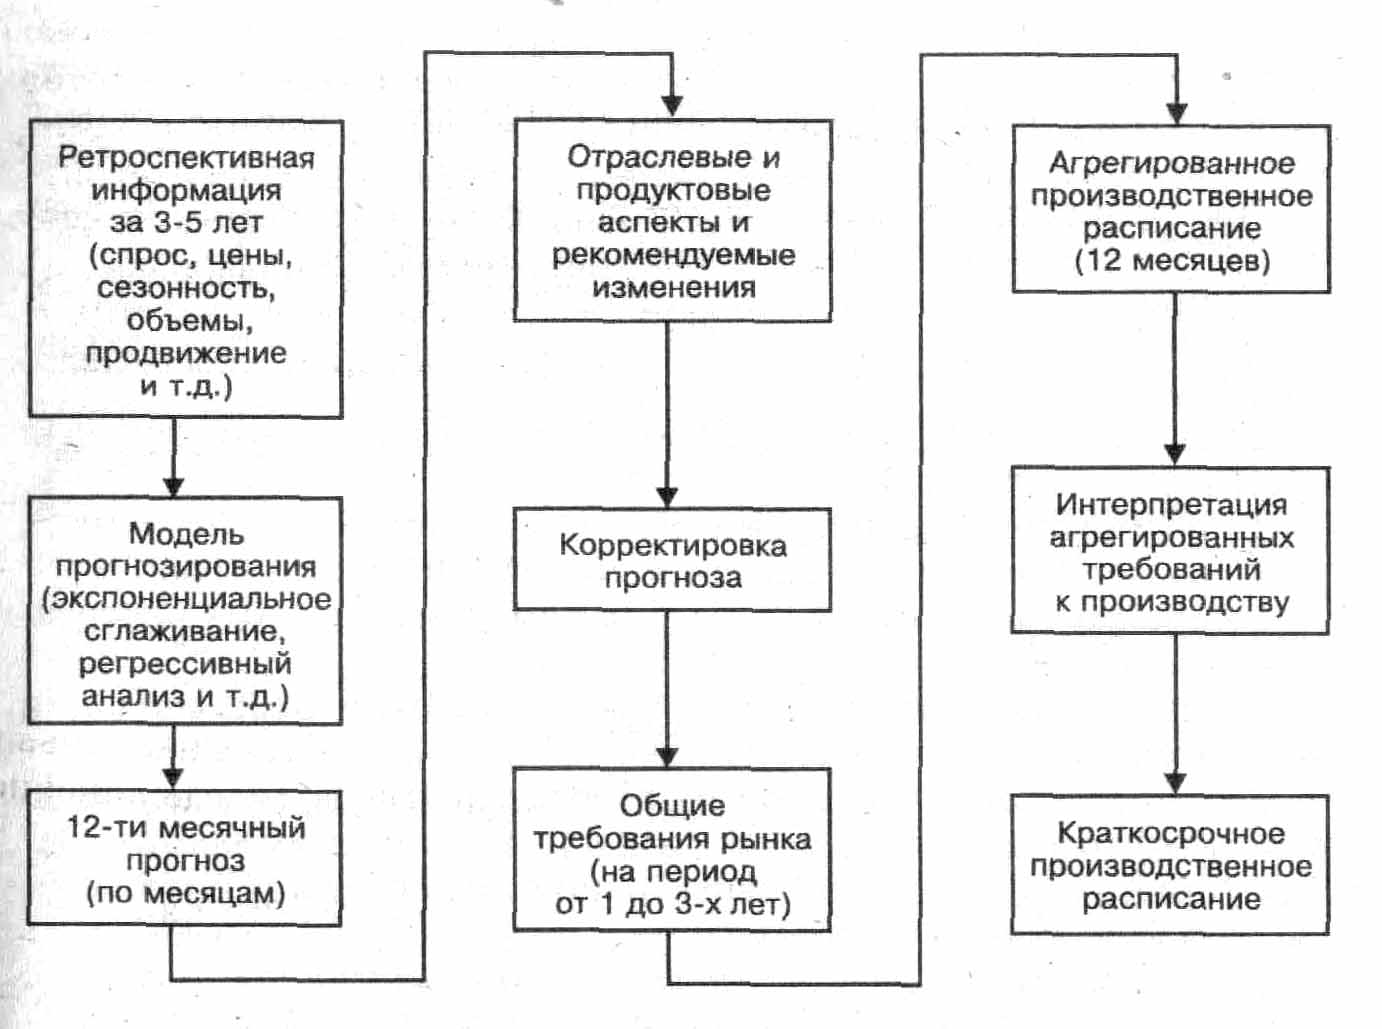 Ретроспективная
информация
за 3-5 лет
(спрос, цены,
сезонность,
объемы,
продвижение
и т.д.)
Модель
прогнозирования
(экспоненциальное
сглаживание,
регрессивный
анализ и т.д.)
12-ти месячный
прогноз
(по месяцам)
Отраслевые и
продуктовые
аспекты и
рекомендуемые
изменения
Корректировка
прогноза
Общие
требования рынка
(на период
от 1 до 3-х лет)
Агрегированное
производственное
расписание
(12 месяцев)
Интерпретация
агрегированных
требований
к производству
Краткосрочное
производственное
расписание